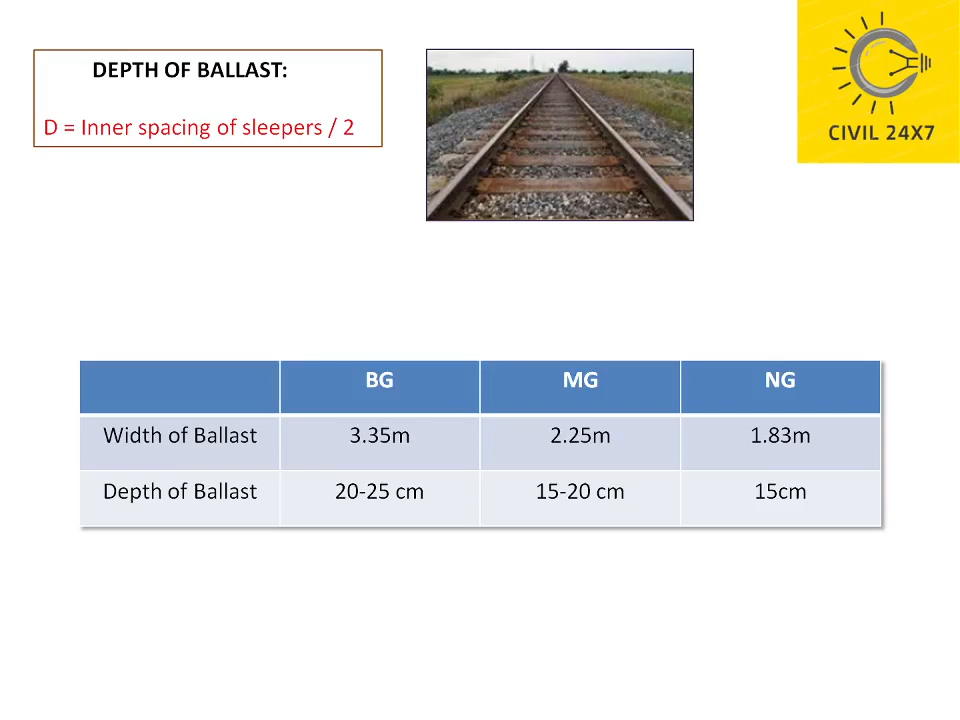 DEPTH OF BALLAST:
D = Inner spacing of sleepers / 2
CIVIL 24X7
BG MG NG
Width of Ballast 3.35m 2.25m 1.83m
Depth of Ballast 20-25 cm 15-20 cm 15cm